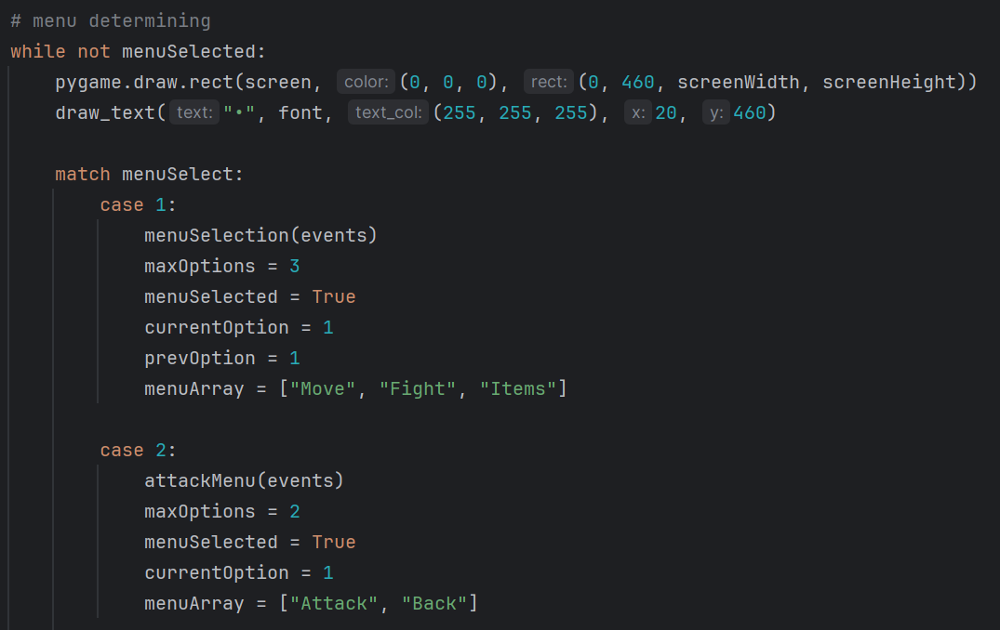 # menu determining
while not menuSelected:
    pygame.draw.rect(screen, color: (0, 0, 0), rect: (0, 460, screenWidth, screenHeight))
    draw_text( text: "•", font, text_col: (255, 255, 255), x: 20, y: 460)
    match menuSelect:
        case 1:
            menuSelection(events)
            maxOptions = 3
            menuSelected = True
            currentOption = 1
            prevOption = 1
            menuArray = ["Move", "Fight", "Items"]
        case 2:
            attackMenu(events)
            maxOptions = 2
            menuSelected = True
            currentOption = 1
            menuArray = ["Attack", "Back"]